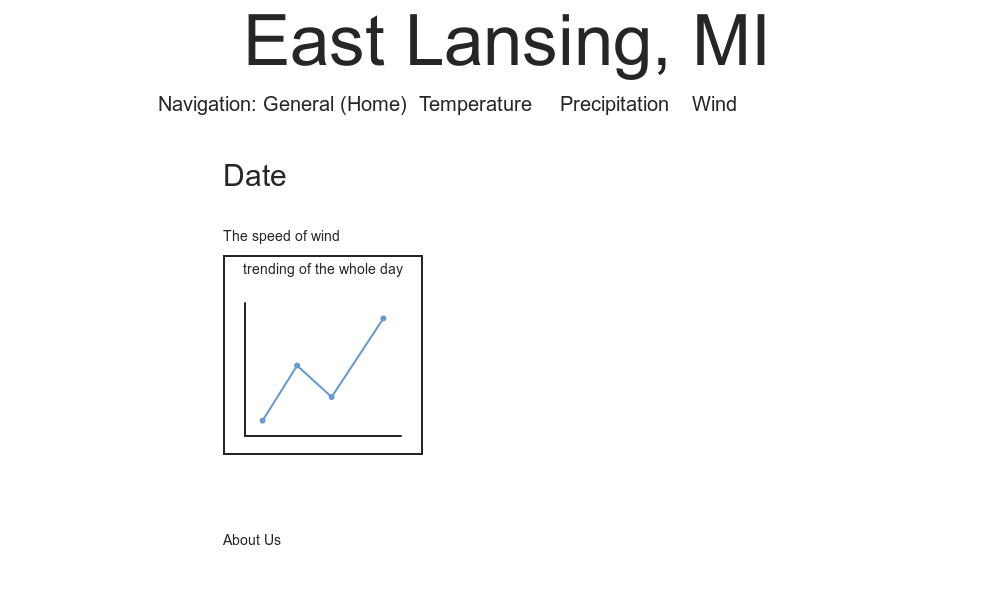 East Lansing, MI
Navigation: General (Home) Temperature Precipitation Wind
Date
The speed of wind
trending of the whole day
About Us